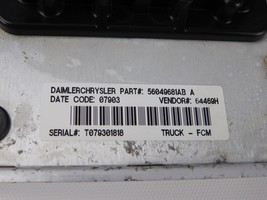 DAIMLERCHRYSLER PART#: 56049681AB A
DATE CODE: 07903 VENDOR#: 64469H
SERIAL#: T079301818 TRUCK - FCM